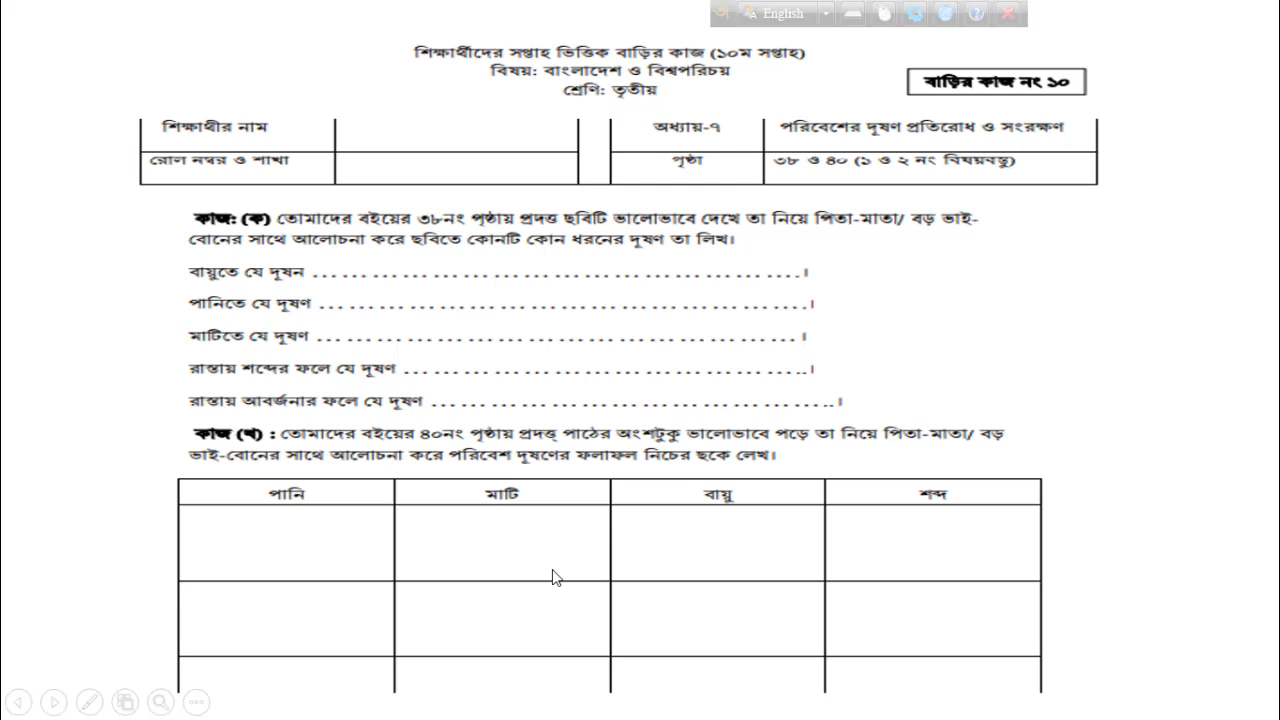 English
শিক্ষার্থীদের সপ্তাহ ভিত্তিক বাড়ির কাজ (১০ম সপ্তাহ)
বিষয়: বাংলাদেশ ও বিশ্বপরিচয়
শ্রেণি: তৃতীয়
বাড়ির কাজ নং ১০
শিক্ষার্থীর নাম অধ্যায়-৭ পরিবেশের দূষণ প্রতিরোধ ও সংরক্ষণ
রোল নম্বর ও শাখা পৃষ্ঠা ৩৮ ও ৪০ (১ ও ২ নং বিষয়বস্তু)
কাজ: (ক) তোমাদের বইয়ের ৩৮নং পৃষ্ঠায় প্রদত্ত ছবিটি ভালোভাবে দেখে তা নিয়ে পিতা-মাতা/ বড় ভাই-
বোনের সাথে আলোচনা করে ছবিতে কোনটি কোন ধরনের দূষণ তা লিখ।
বায়ুতে যে দূষন ... ... ... ... ... ... ... ... ... ... ... ... ... ... ... ....।
পানিতে যে দূষণ ... ... ... ... ... ... ... ... ... ... ... ... ... ... ... ....।
মাটিতে যে দূষণ ... ... ... ... ... ... ... ... ... ... ... ... ... ... ... ...।
রাস্তায় শব্দের ফলে যে দূষণ ... ... ... ... ... ... ... ... ... ... ... ... .....।
রাস্তায় আবর্জনার ফলে যে দূষণ ... ... ... ... ... ... ... ... ... ... ... ... .....।
কাজ (খ) : তোমাদের বইয়ের ৪০নং পৃষ্ঠায় প্রদত্ত্ পাঠের অংশটুকু ভালোভাবে পড়ে তা নিয়ে পিতা-মাতা/ বড়
ভাই-বোনের সাথে আলোচনা করে পরিবেশ দূষণের ফলাফল নিচের ছকে লেখ।
পানি মাটি বায়ু শব্দ